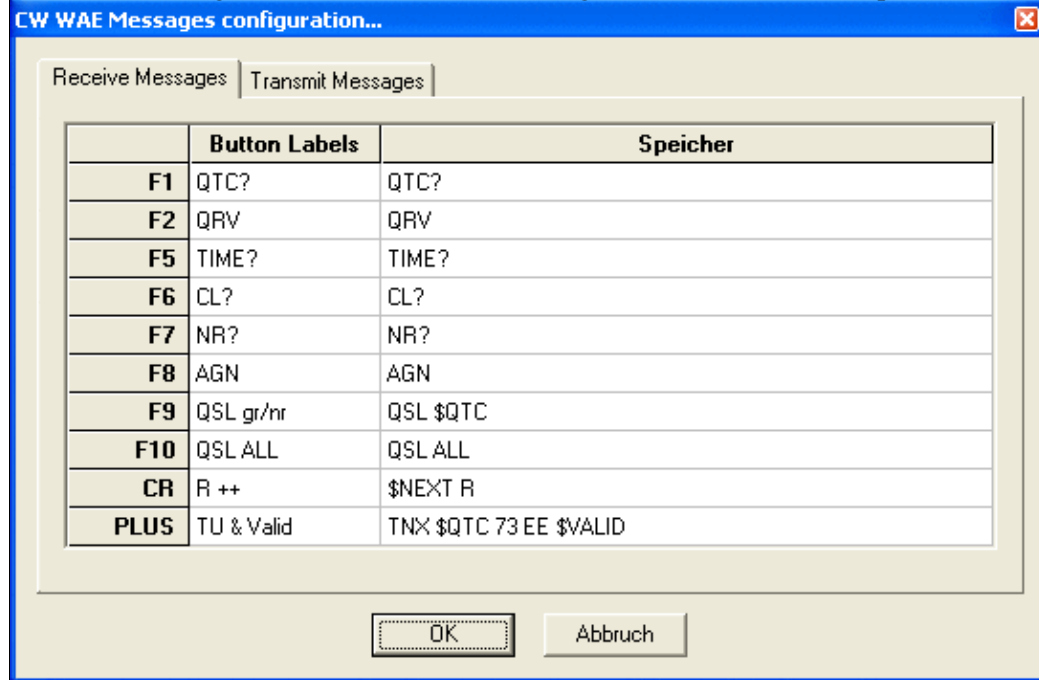 CW WAE Messages configuration...
Receive Messages Transmit Messages
Button Labels Speicher
F1 QTC? QTC?
F2 QRV QRV
F5 TIME? TIME?
F6 CL? CL?
F7 NR? NR?
F8 AGN AGN
F9 QSL gr/nr QSL $QTC
F10 QSL ALL QSL ALL
CR R ++ $NEXT R
PLUS TU & Valid TNX $QTC 73 EE $VALID
OK Abbruch